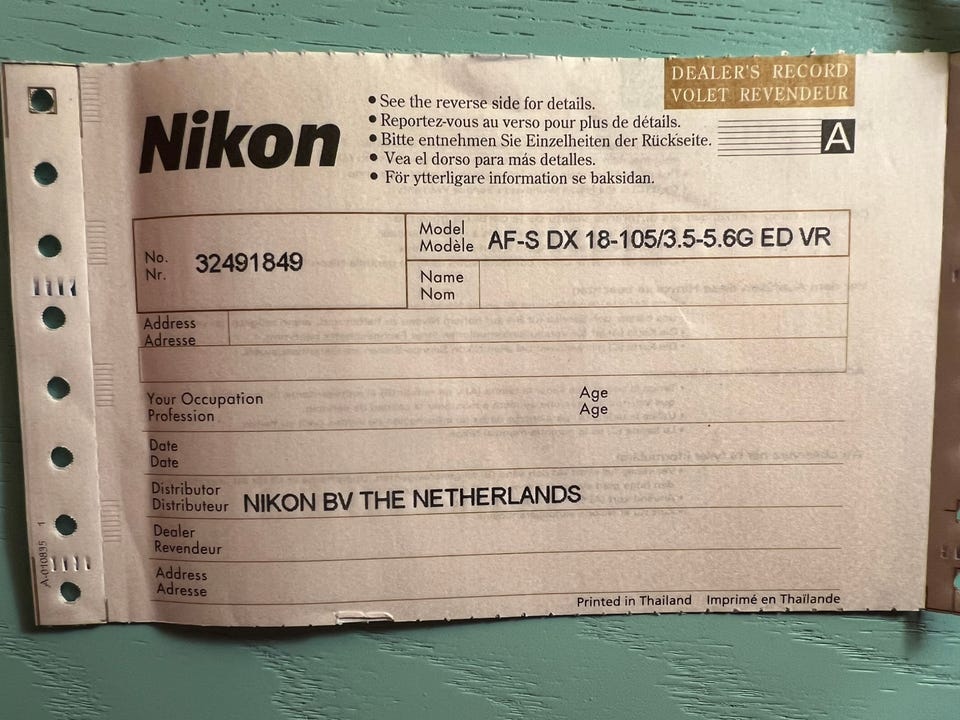 DEALER'S RECORD
VOLET REVENDEUR
A
Nikon
• See the reverse side for details.
• Reportez-vous au verso pour plus de détails.
• Bitte entnehmen Sie Einzelheiten der Rückseite.
• Vea el dorso para más detalles.
• För ytterligare information se baksidan.
No.
Nr.
32491849
Model
Modèle
AF-S DX 18-105/3.5-5.6G ED VR
Name
Nom
Address
Adresse
Your Occupation
Profession
Age
Age
Date
Date
Distributor
Distributeur
NIKON BV THE NETHERLANDS
Dealer
Revendeur
Address
Adresse
Printed in Thailand Imprimé en Thaïlande
A-010835 1